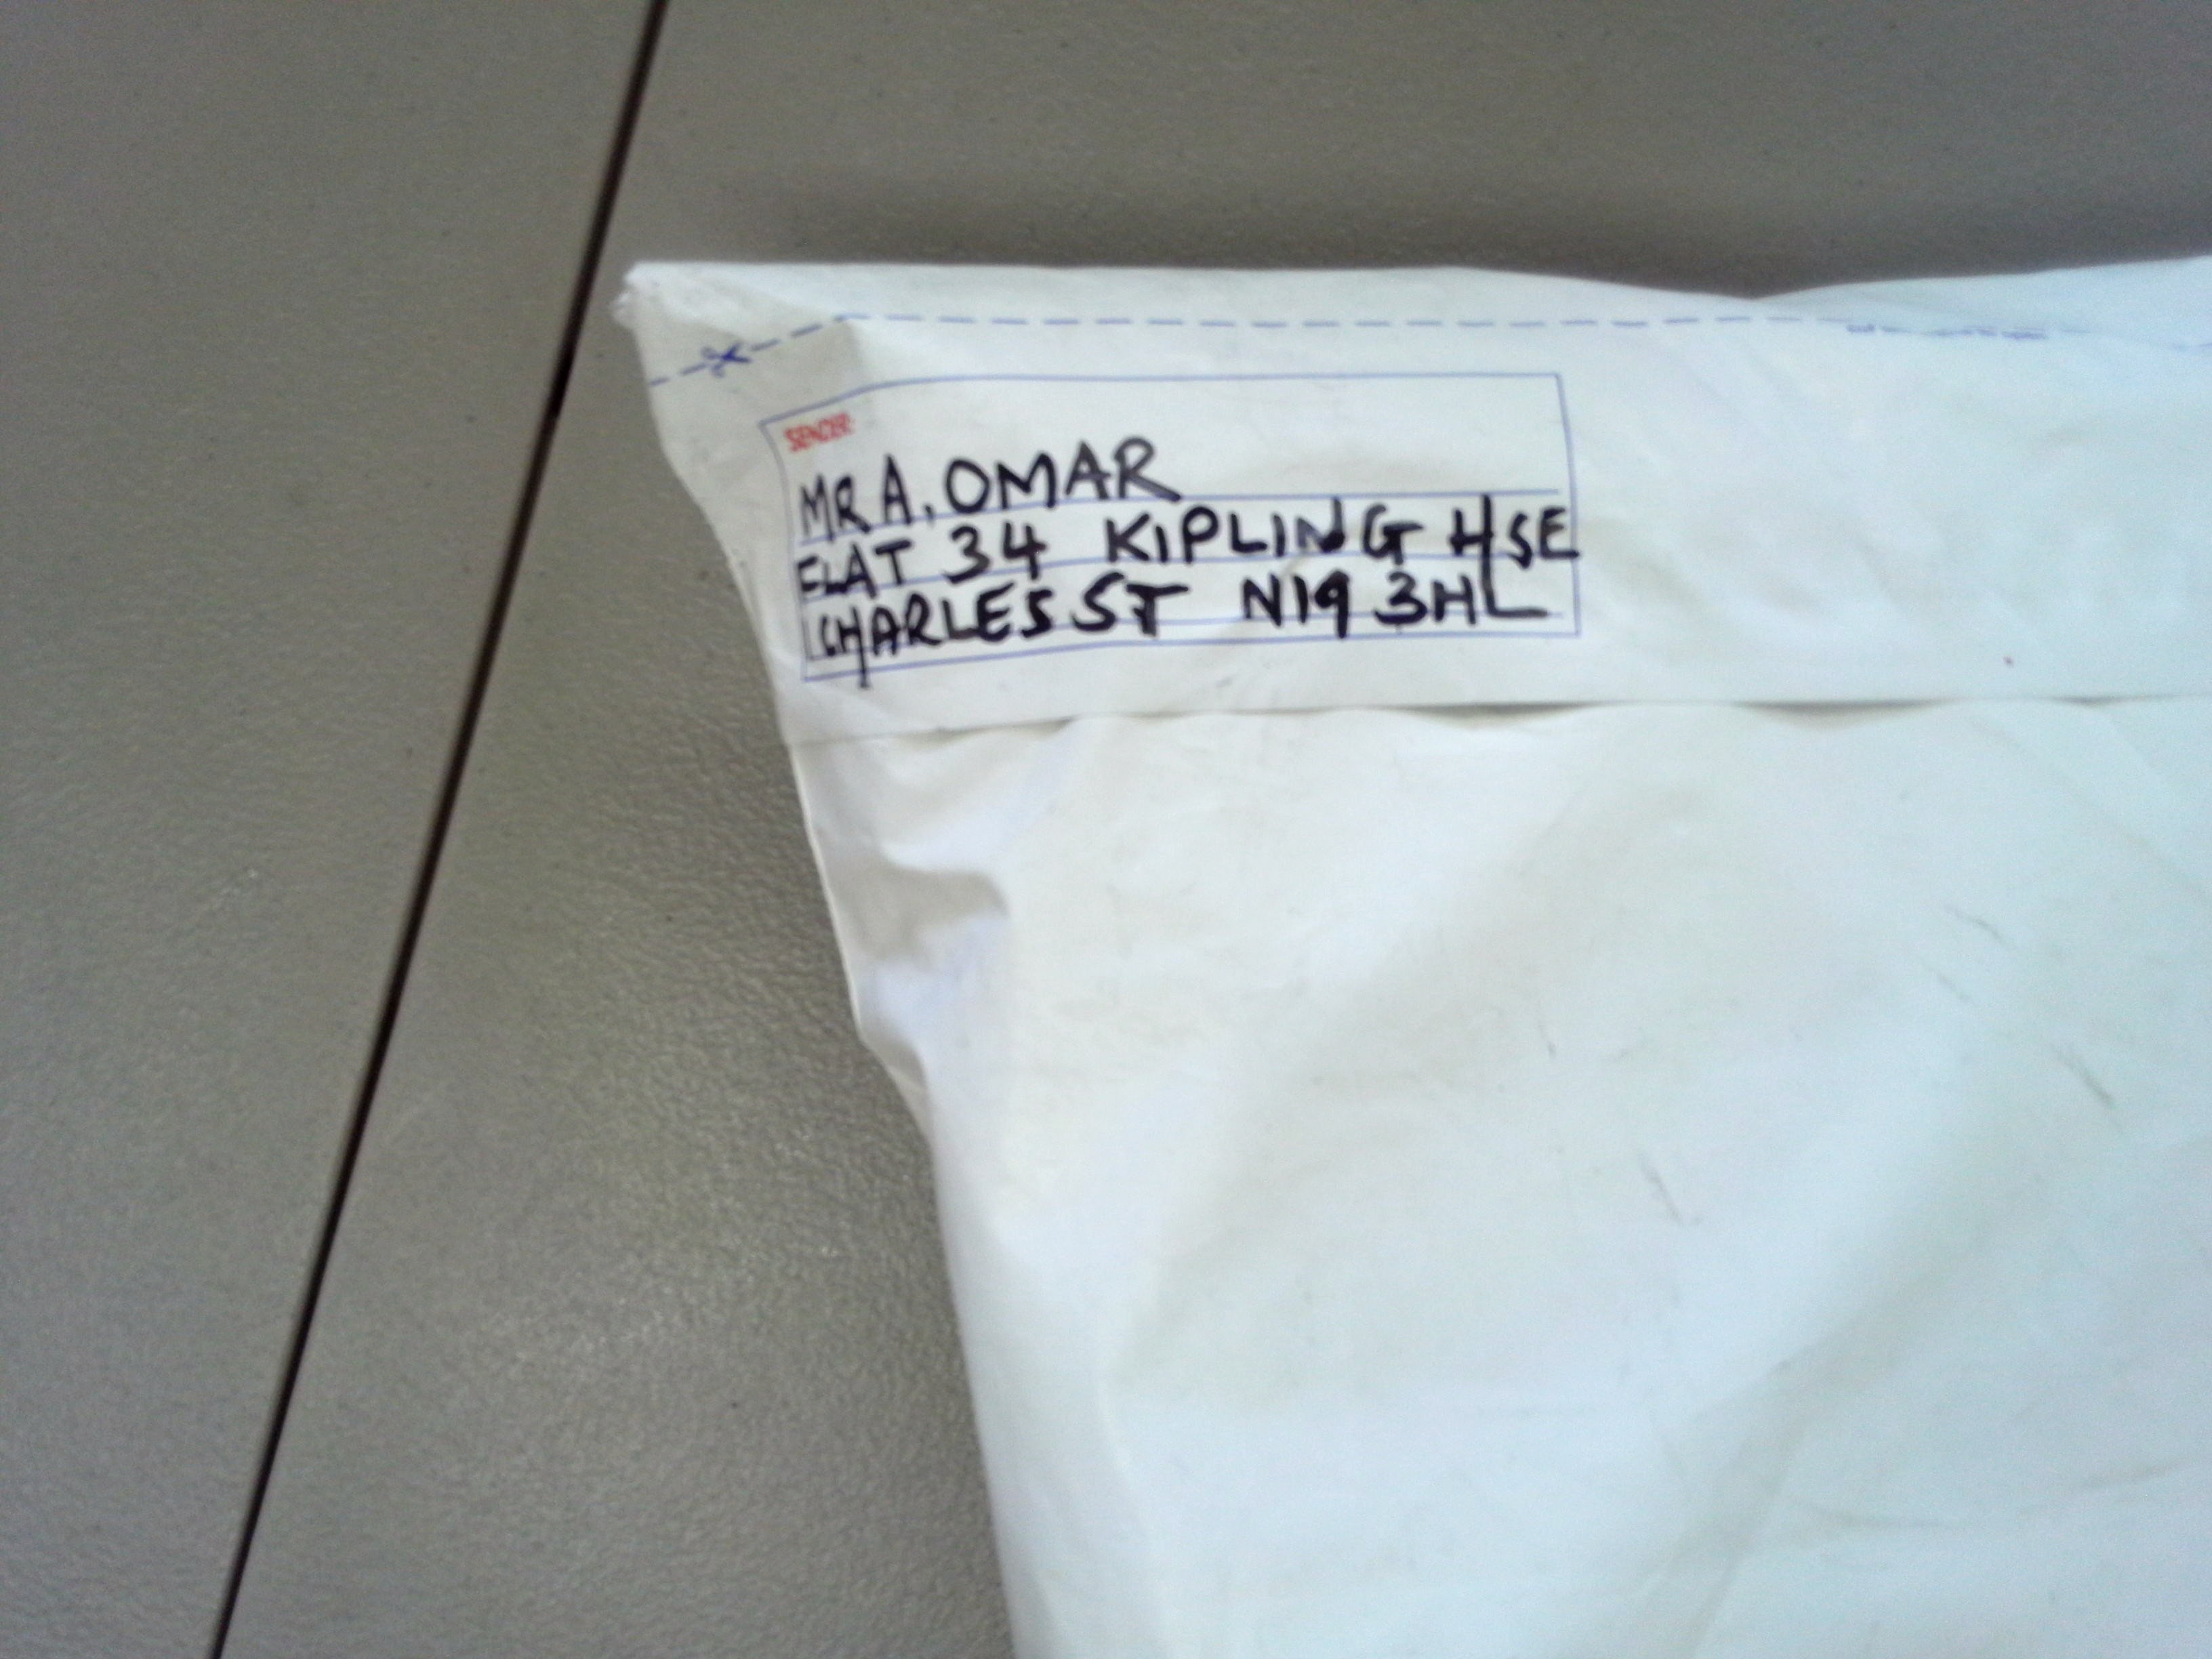 SENDER
MR A. OMAR
FLAT 34 KIPLING HSE
CHARLES ST N19 3HL